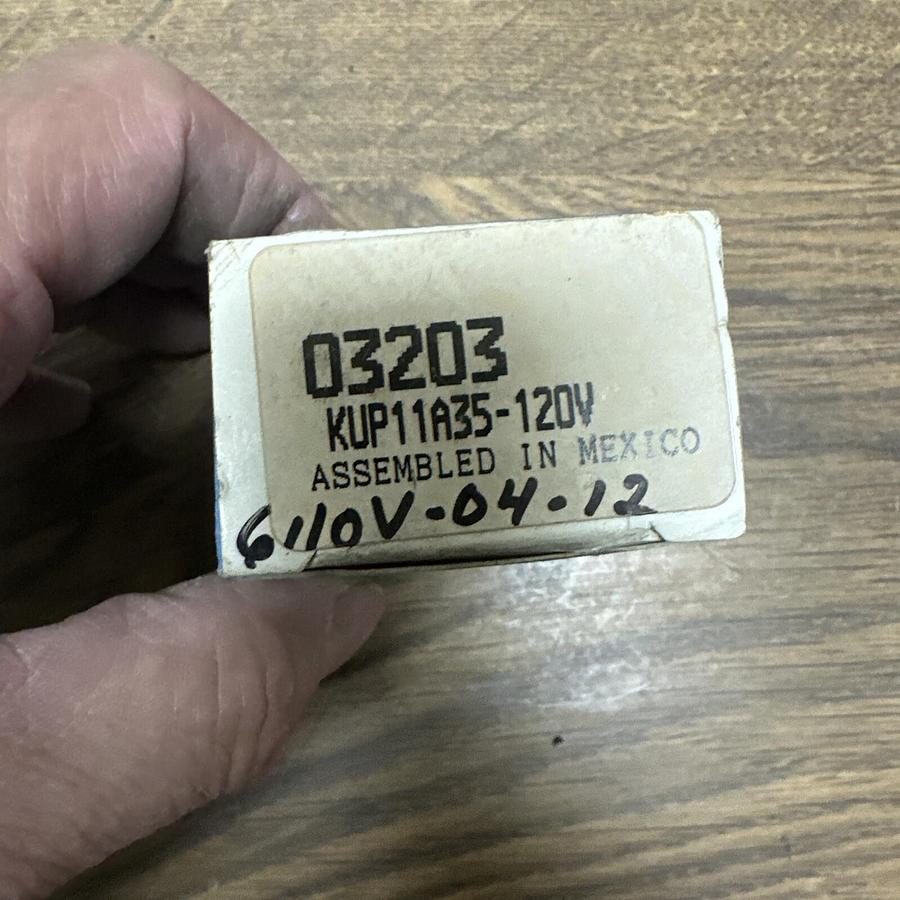 03203
KUP11A35-120V
ASSEMBLED IN MEXICO
6110V-04-12